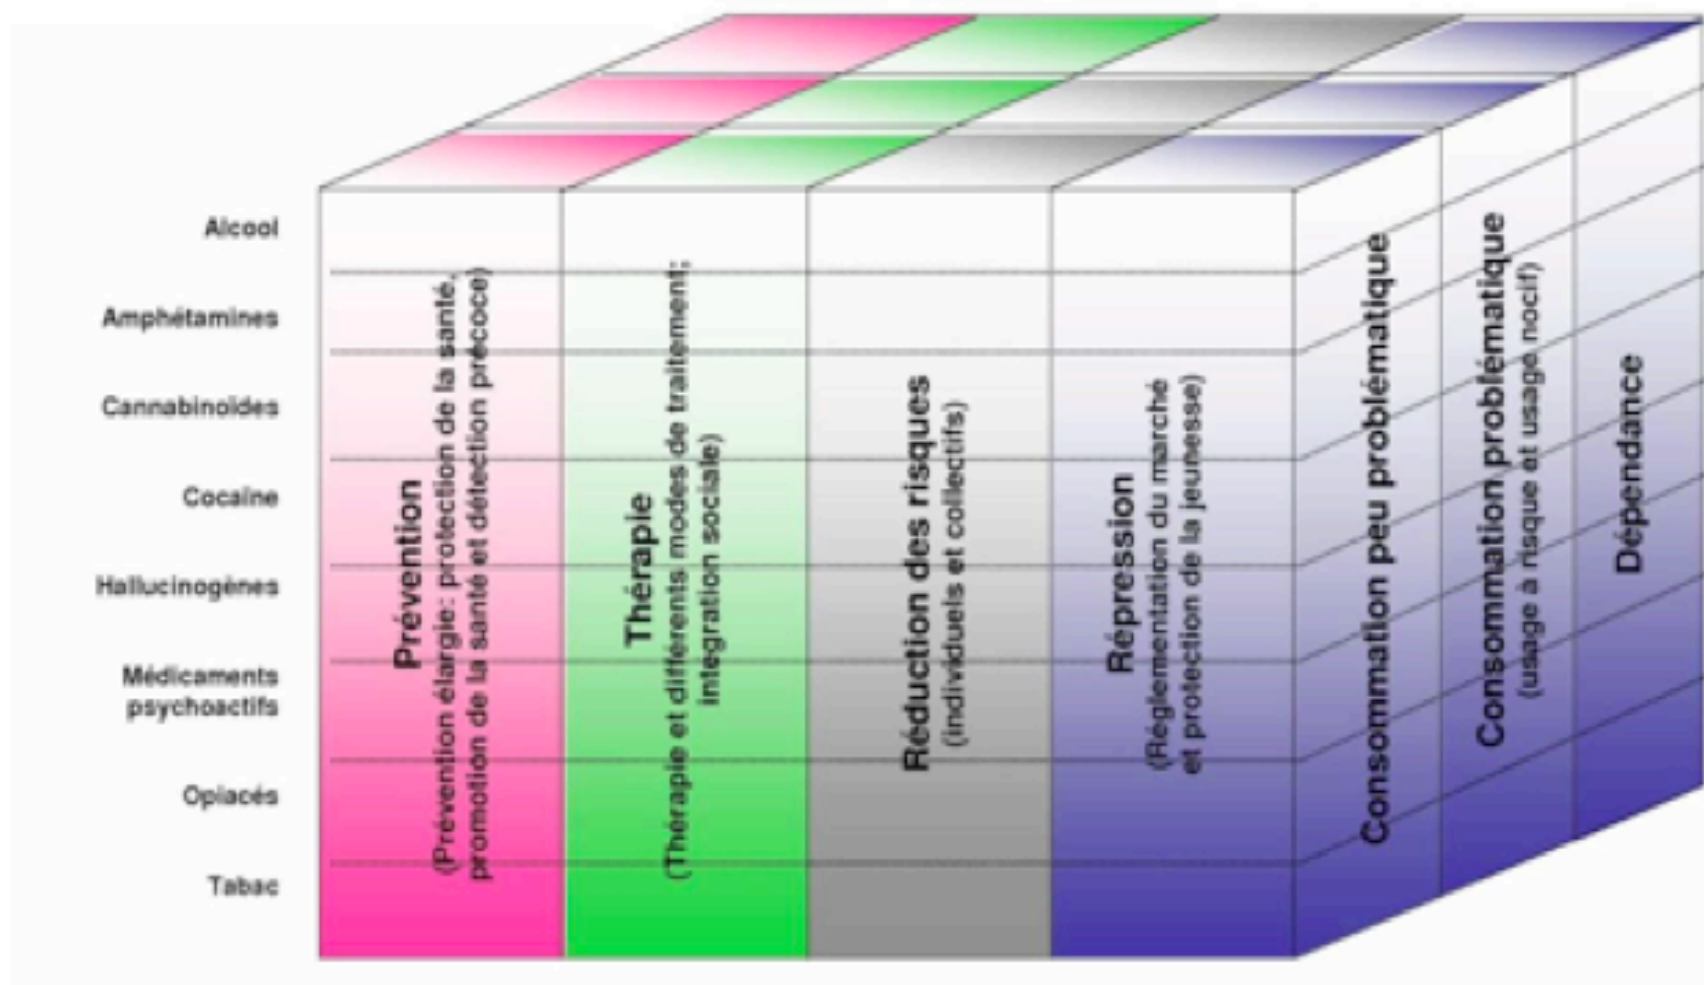 Alcool
Amphétamines
Cannabinoïdes
Cocaïne
Hallucinogènes
Médicaments
psychoactifs
Opiacés
Tabac
Prévention
(Prévention élargie: protection de la santé,
promotion de la santé et détection précoce)
Thérapie
(Thérapie et différents modes de traitement;
intégration sociale)
Réduction des risques
(individuels et collectifs)
Répression
(Réglementation du marché
et protection de la jeunesse)
Consommation peu problématique
Consommation problématique
(usage à risque et usage nocif)
Dépendance